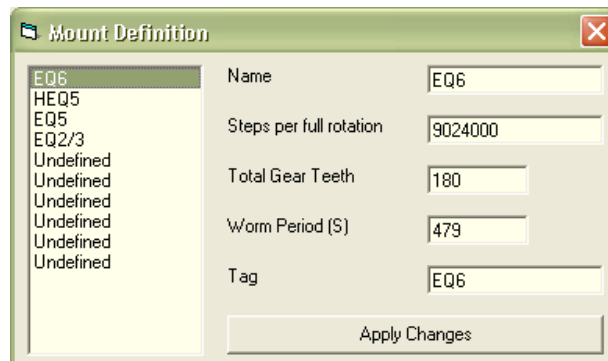 Mount Definition
EQ6
HEQ5
EQ5
EQ2/3
Undefined
Undefined
Undefined
Undefined
Undefined
Undefined
Name
EQ6
Steps per full rotation
9024000
Total Gear Teeth
180
Worm Period (S)
479
Tag
EQ6
Apply Changes